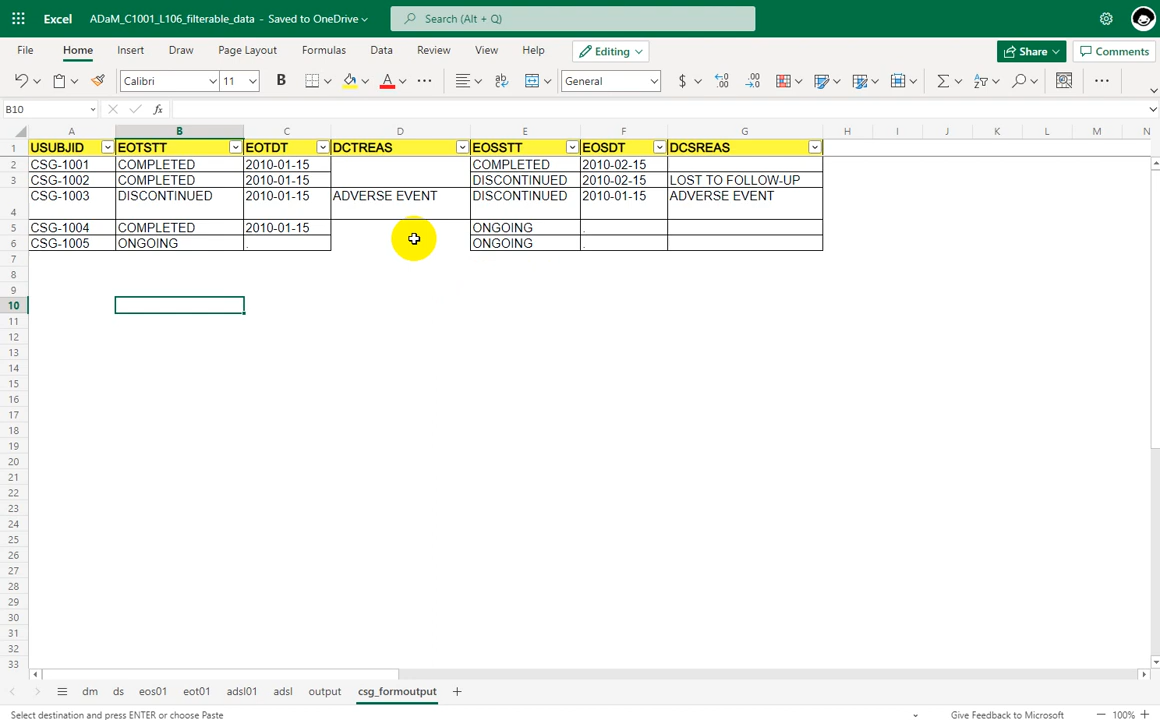 Excel ADaM_C1001_L106_filterable_data - Saved to OneDrive Search (Alt + Q)
File Home Insert Draw Page Layout Formulas Data Review View Help Editing Share Comments
Calibri 11 B A ab General $ .00
B10 fx
A B C D E F G H I J K L M N
1 USUBJID EOTSTT EOTDT DCTREAS EOSSTT EOSDT DCSREAS
2 CSG-1001 COMPLETED 2010-01-15 COMPLETED 2010-02-15
3 CSG-1002 COMPLETED 2010-01-15 DISCONTINUED 2010-02-15 LOST TO FOLLOW-UP
4 CSG-1003 DISCONTINUED 2010-01-15 ADVERSE EVENT DISCONTINUED 2010-01-15 ADVERSE EVENT
5 CSG-1004 COMPLETED 2010-01-15 ONGOING .
6 CSG-1005 ONGOING . ONGOING .
7
8
9
10
11
12
13
14
15
16
17
18
19
20
21
22
23
24
25
26
27
28
29
30
31
32
33
dm ds eos01 eot01 adsl01 adsl output csg_formoutput +
Select destination and press ENTER or choose Paste Give Feedback to Microsoft 100%